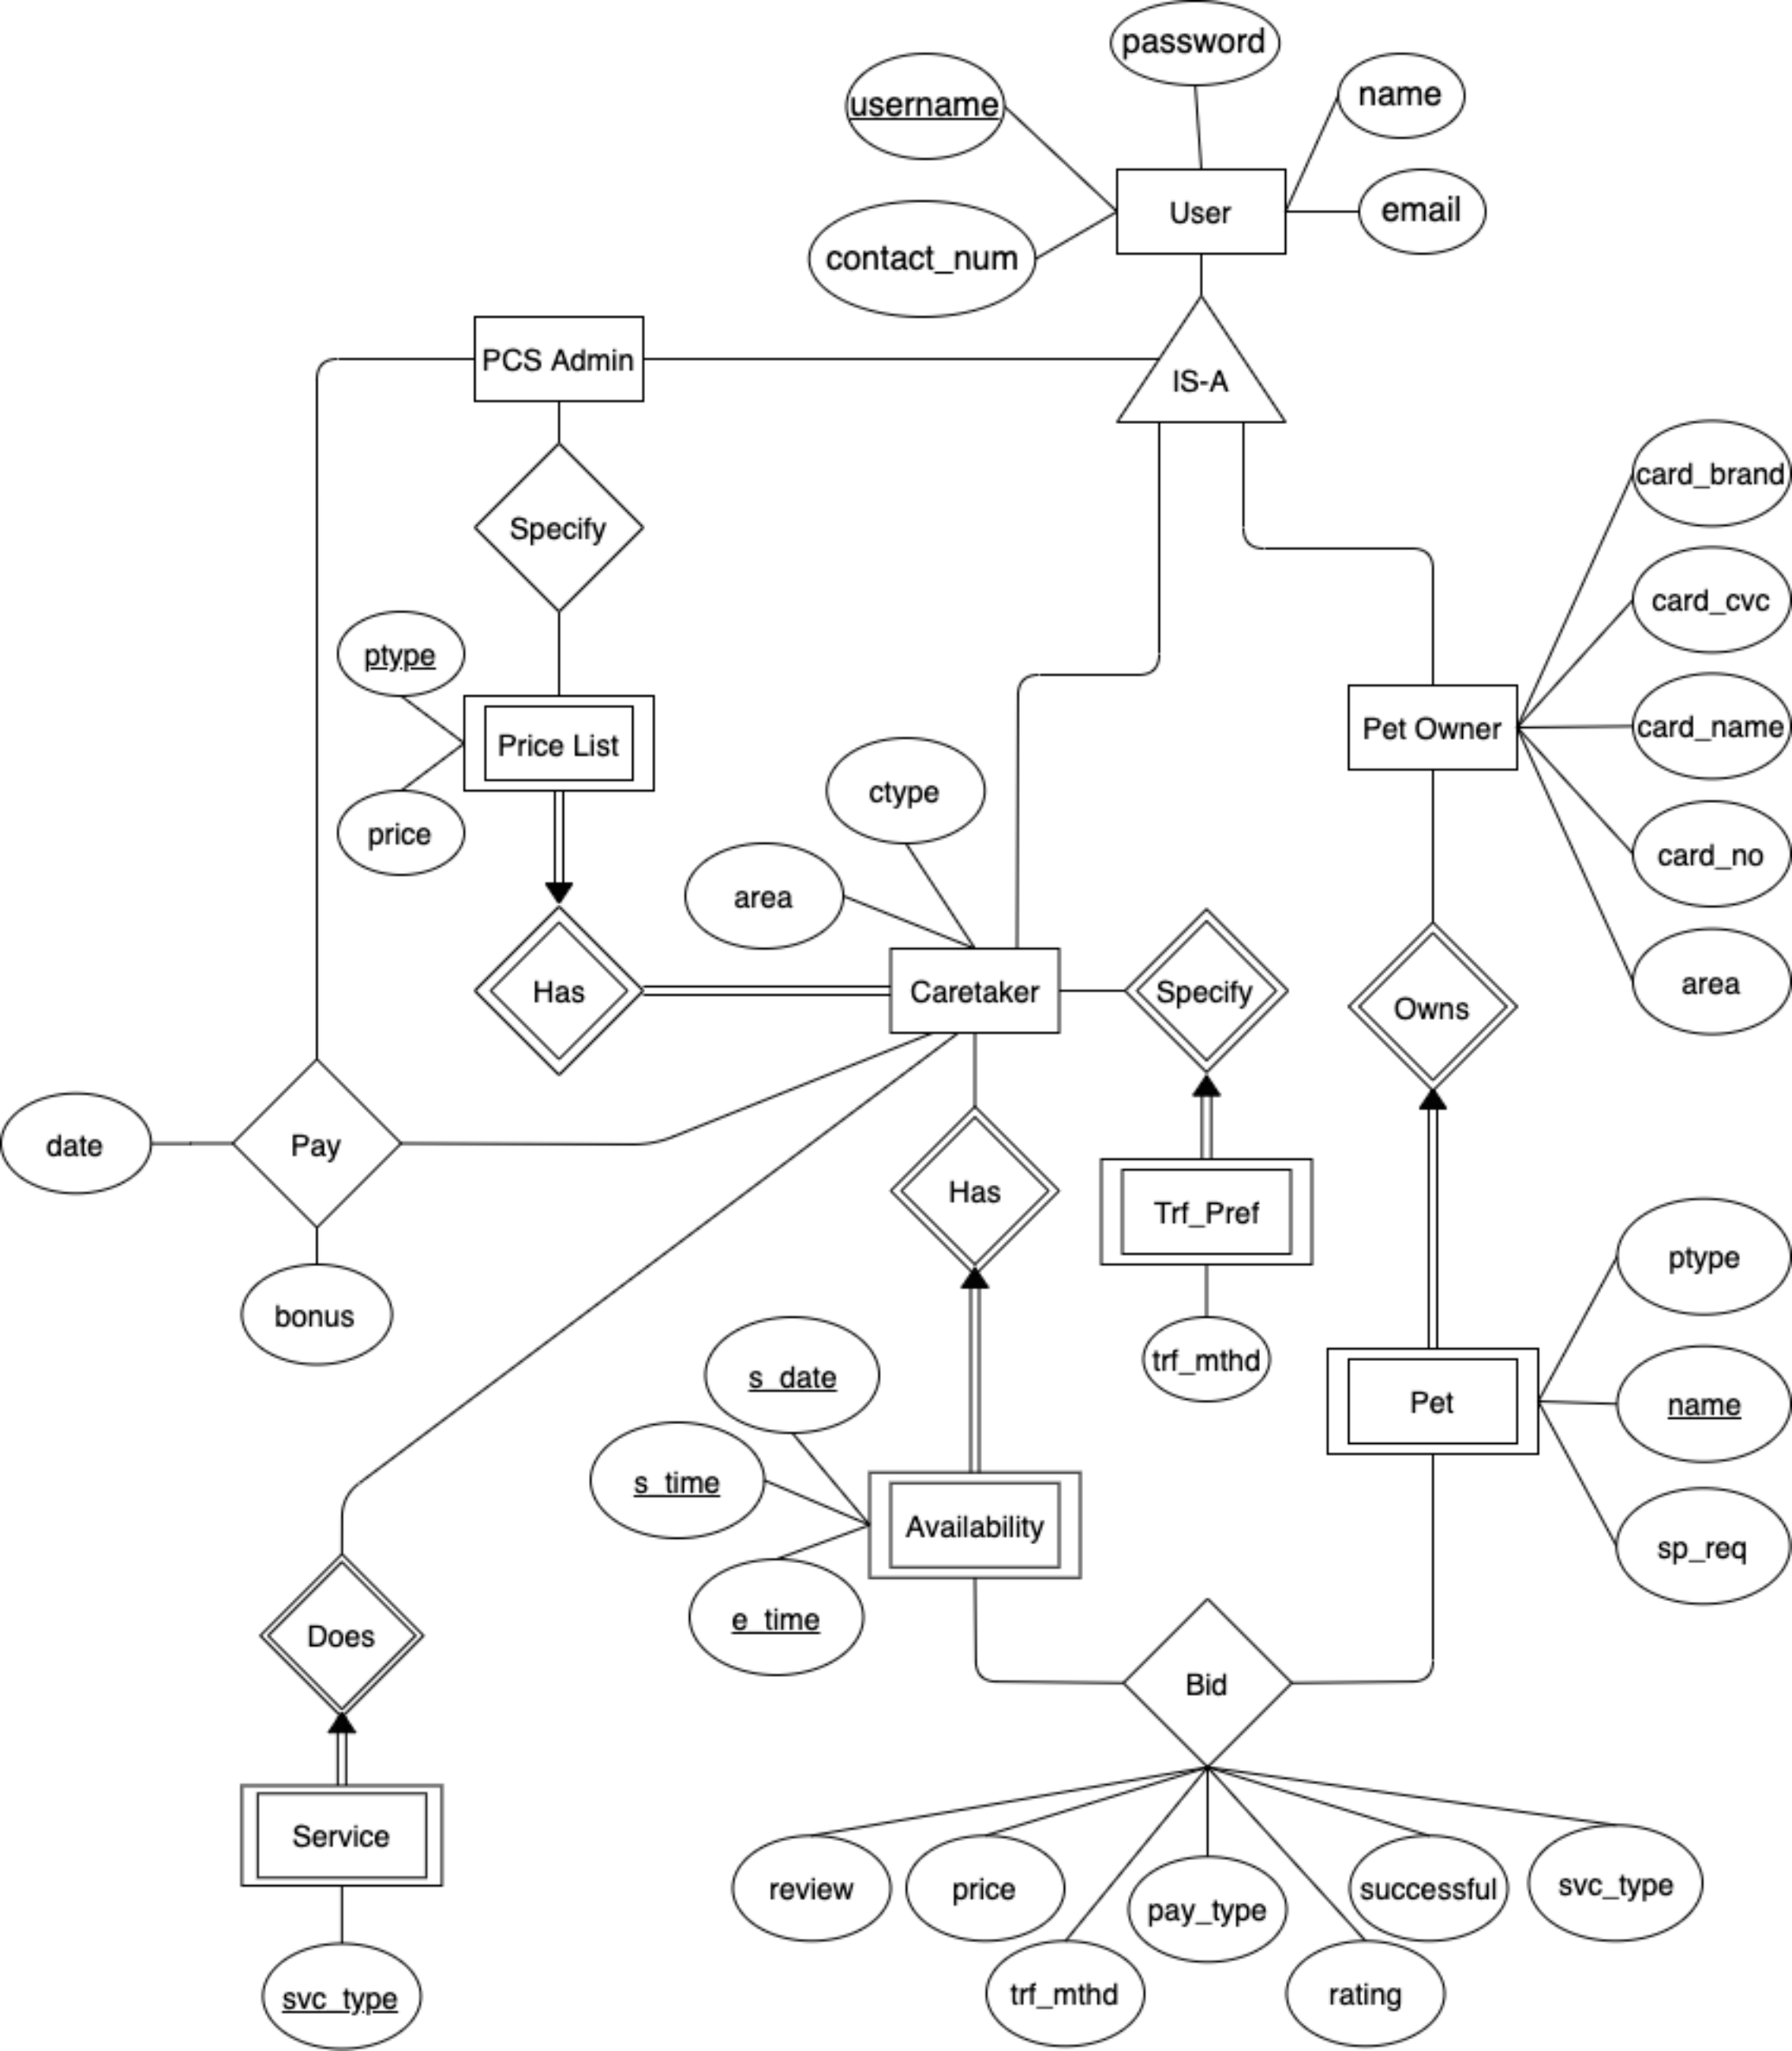 password
name
username
User
email
contact_num
PCS Admin
IS-A
card_brand
Specify
card_cvc
ptype
Price List
Pet Owner
card_name
ctype
price
card_no
area
Has
Caretaker
Specify
Owns
area
date
Pay
Has
Trf_Pref
bonus
ptype
s_date
trf_mthd
Pet
name
s_time
Availability
sp_req
e_time
Does
Bid
Service
review
price
pay_type
successful
svc_type
svc_type
trf_mthd
rating